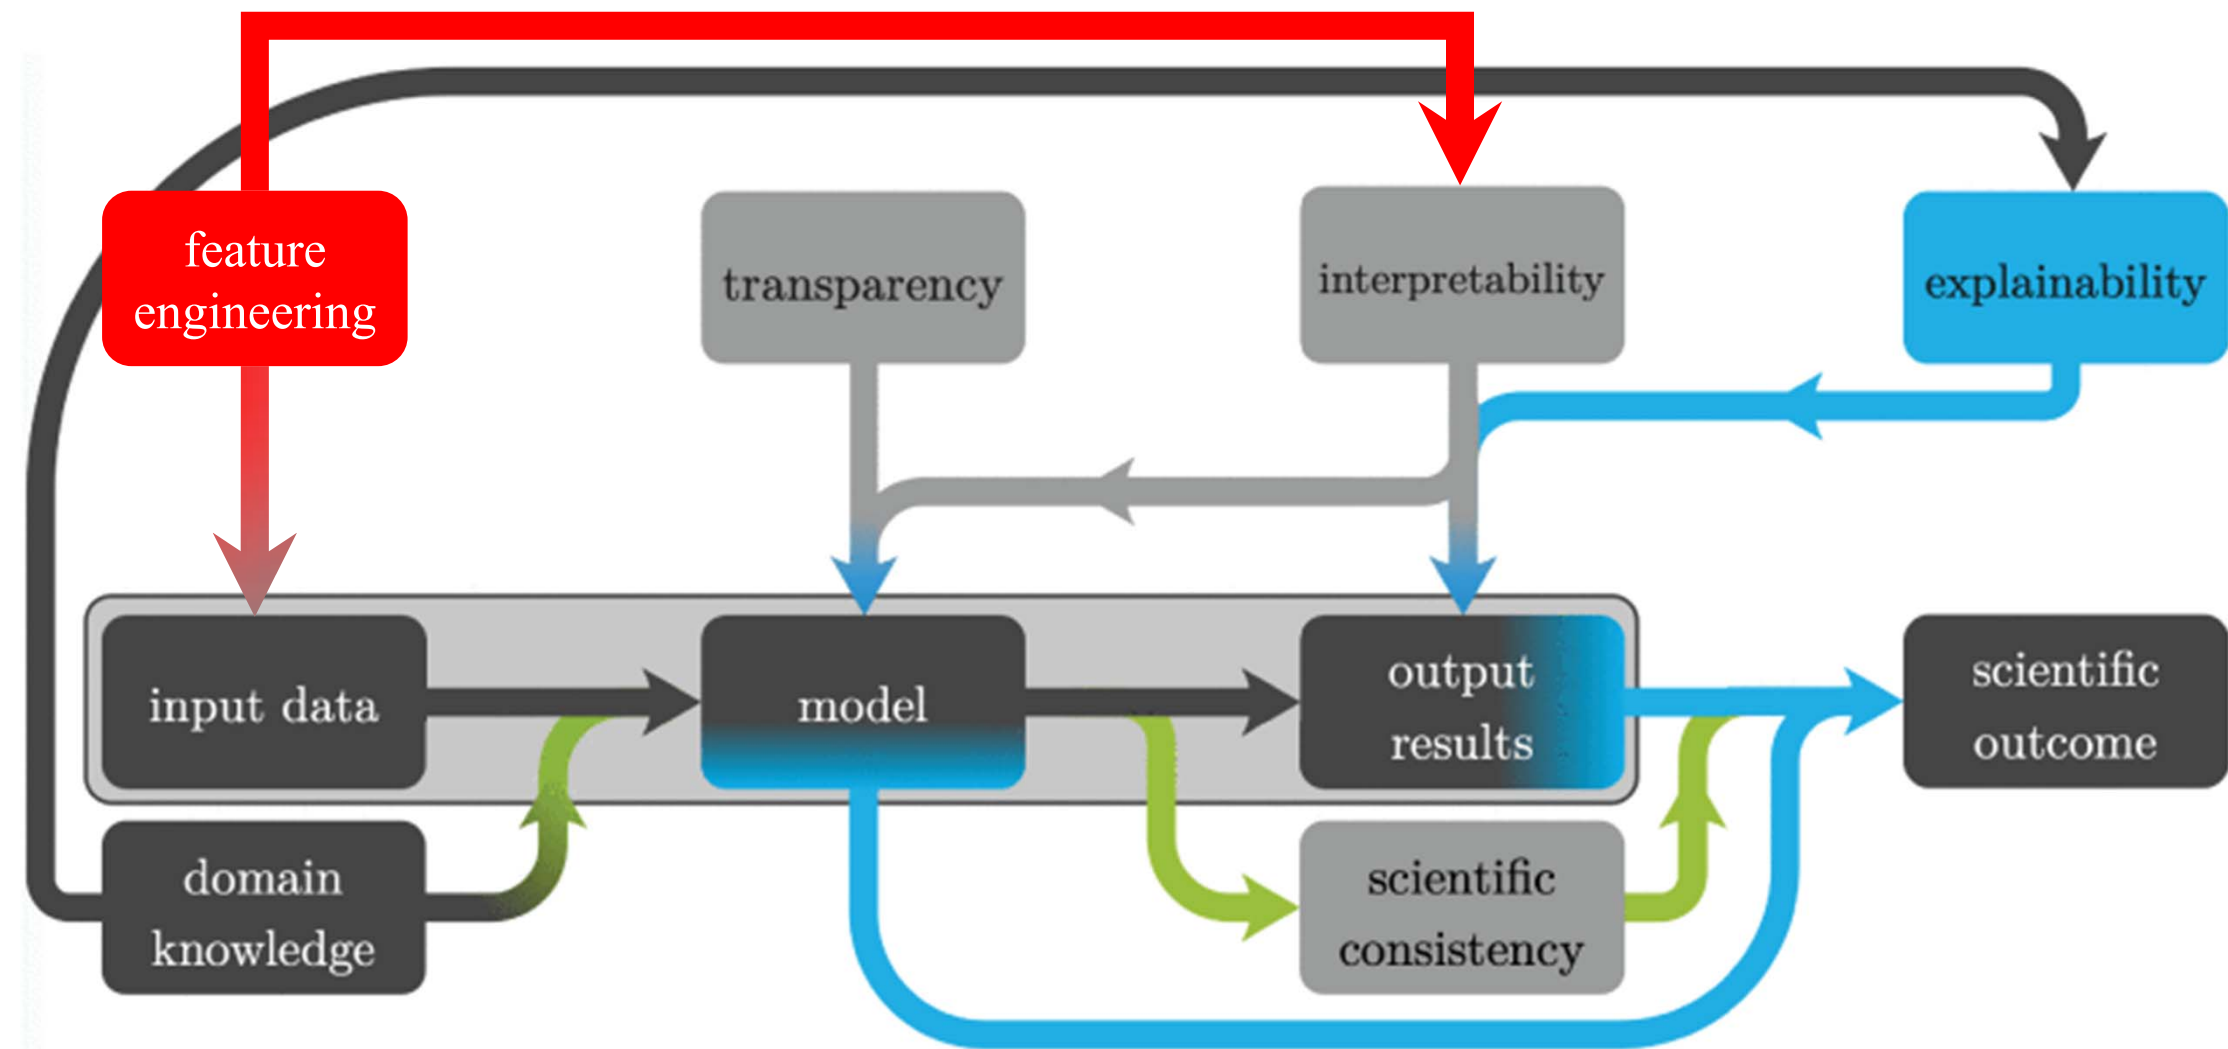 feature
engineering
transparency
interpretability
explainability
input data
model
output
results
scientific
outcome
domain
knowledge
scientific
consistency